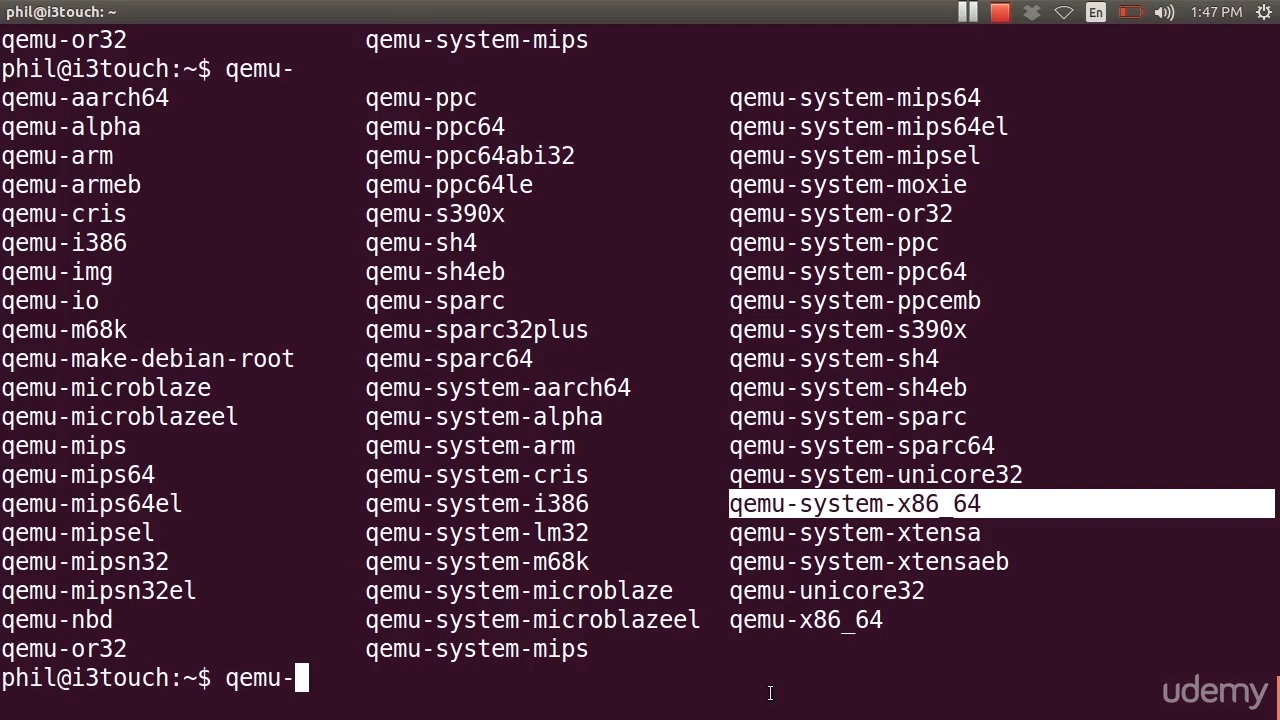 phil@i3touch: ~ En 1:47 PM
qemu-or32 qemu-system-mips
phil@i3touch:~$ qemu-
qemu-aarch64 qemu-ppc qemu-system-mips64
qemu-alpha qemu-ppc64 qemu-system-mips64el
qemu-arm qemu-ppc64abi32 qemu-system-mipsel
qemu-armeb qemu-ppc64le qemu-system-moxie
qemu-cris qemu-s390x qemu-system-or32
qemu-i386 qemu-sh4 qemu-system-ppc
qemu-img qemu-sh4eb qemu-system-ppc64
qemu-io qemu-sparc qemu-system-ppcemb
qemu-m68k qemu-sparc32plus qemu-system-s390x
qemu-make-debian-root qemu-sparc64 qemu-system-sh4
qemu-microblaze qemu-system-aarch64 qemu-system-sh4eb
qemu-microblazeel qemu-system-alpha qemu-system-sparc
qemu-mips qemu-system-arm qemu-system-sparc64
qemu-mips64 qemu-system-cris qemu-system-unicore32
qemu-mips64el qemu-system-i386 qemu-system-x86_64
qemu-mipsel qemu-system-lm32 qemu-system-xtensa
qemu-mipsn32 qemu-system-m68k qemu-system-xtensaeb
qemu-mipsn32el qemu-system-microblaze qemu-unicore32
qemu-nbd qemu-system-microblazeel qemu-x86_64
qemu-or32 qemu-system-mips
phil@i3touch:~$ qemu-
udemy